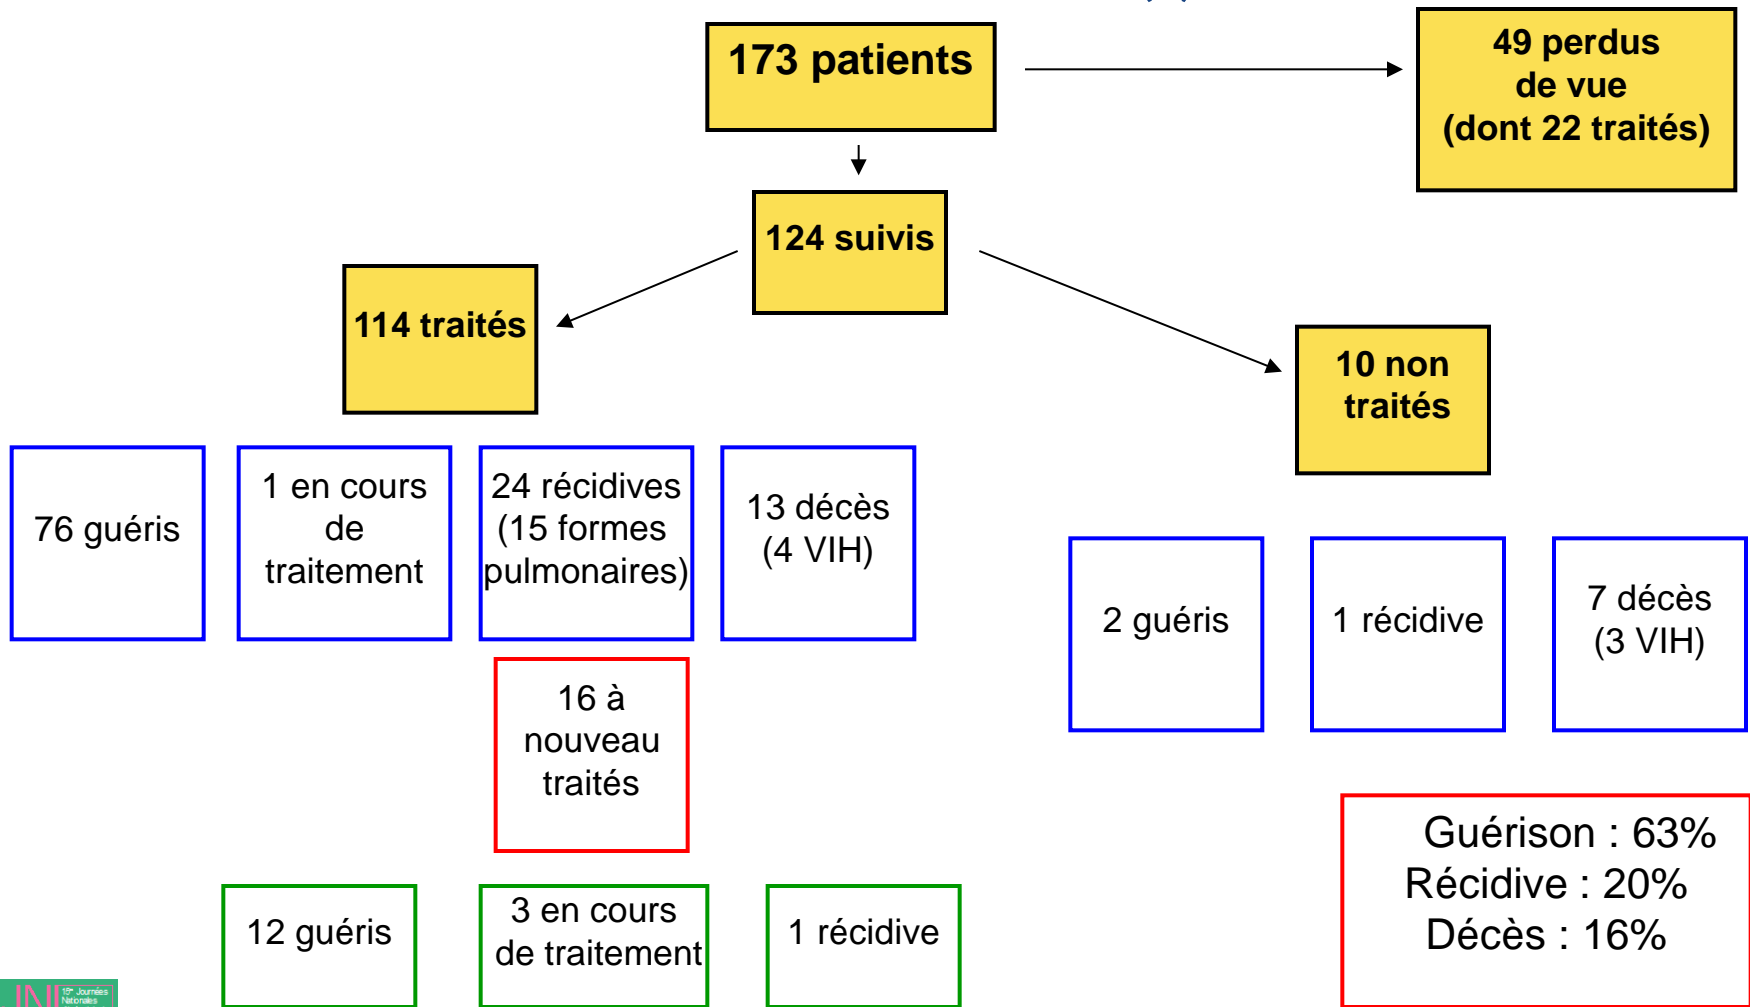 173 patients
49 perdus
de vue
(dont 22 traités)
124 suivis
114 traités
10 non
traités
76 guéris
1 en cours
de
traitement
24 récidives
(15 formes
pulmonaires)
13 décès
(4 VIH)
2 guéris
1 récidive
7 décès
(3 VIH)
16 à
nouveau
traités
Guérison : 63%
Récidive : 20%
Décès : 16%
12 guéris
3 en cours
de traitement
1 récidive
JNI
Journées
Nationales